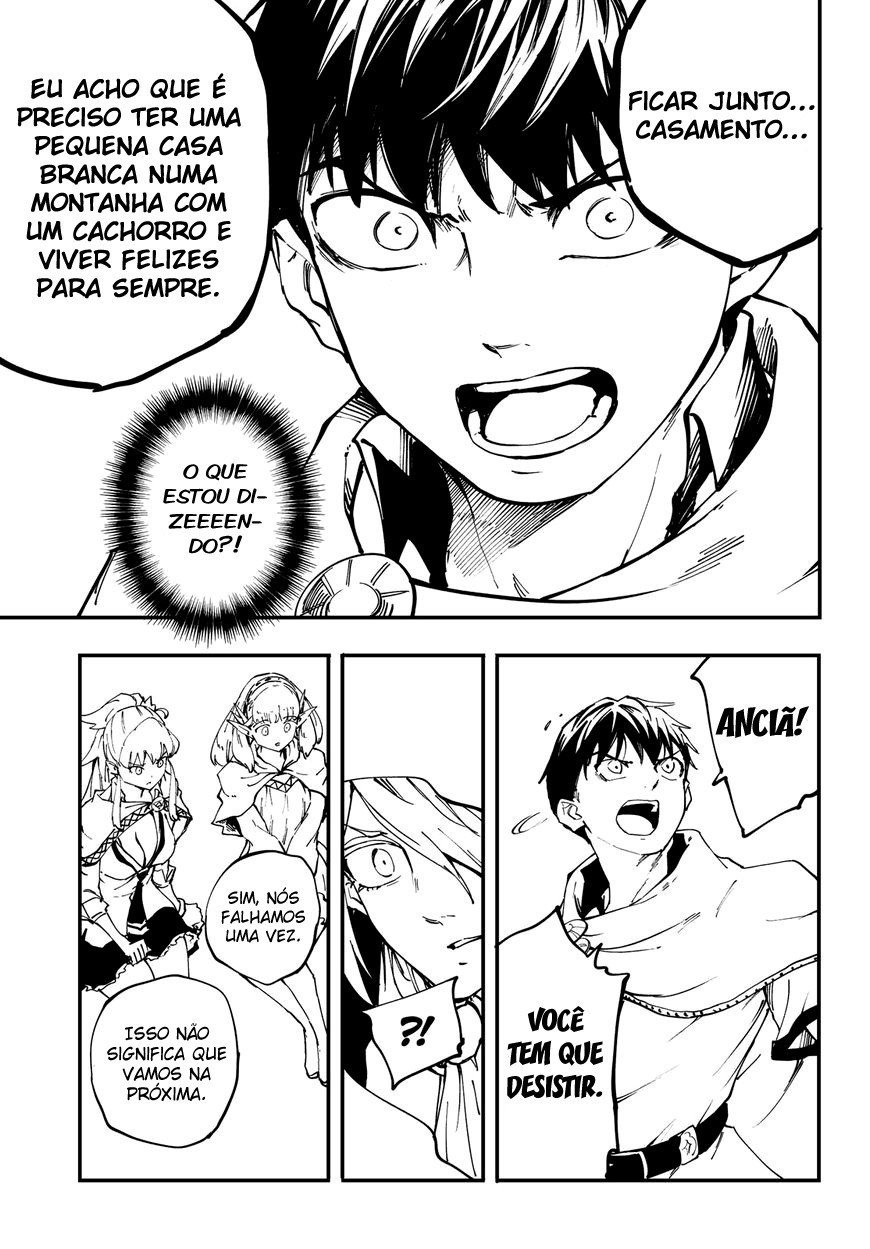 FICAR JUNTO...
CASAMENTO...
EU ACHO QUE É
PRECISO TER UMA
PEQUENA CASA
BRANCA NUMA
MONTANHA COM
UM CACHORRO E
VIVER FELIZES
PARA SEMPRE.
O QUE
ESTOU DI-
ZEEEEN-
DO?!
ANCIÃ!
VOCÊ
TEM QUE
DESISTIR.
?!
SIM, NÓS
FALHAMOS
UMA VEZ.
ISSO NÃO
SIGNIFICA QUE
VAMOS NA
PRÓXIMA.